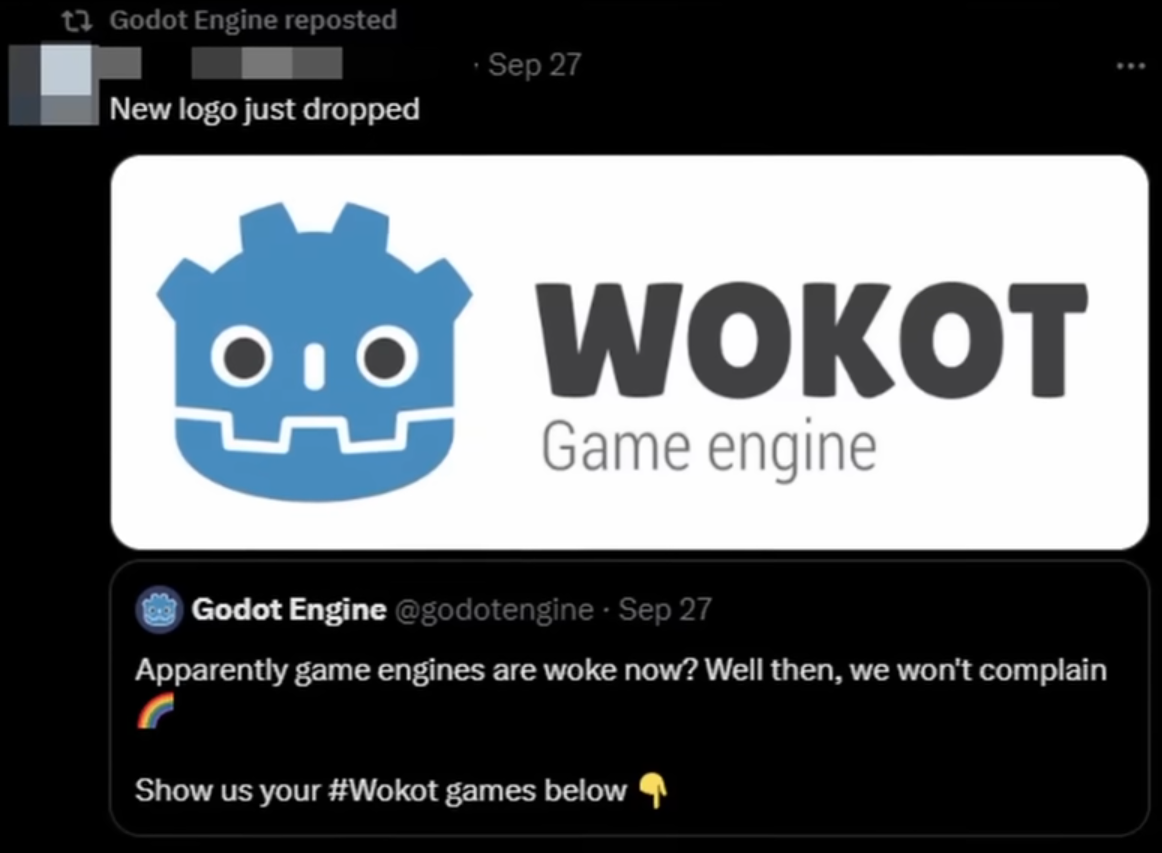 Godot Engine reposted
· Sep 27
New logo just dropped
WOKOT
Game engine
Godot Engine @godotengine · Sep 27
Apparently game engines are woke now? Well then, we won't complain
🌈
Show us your #Wokot games below 👇